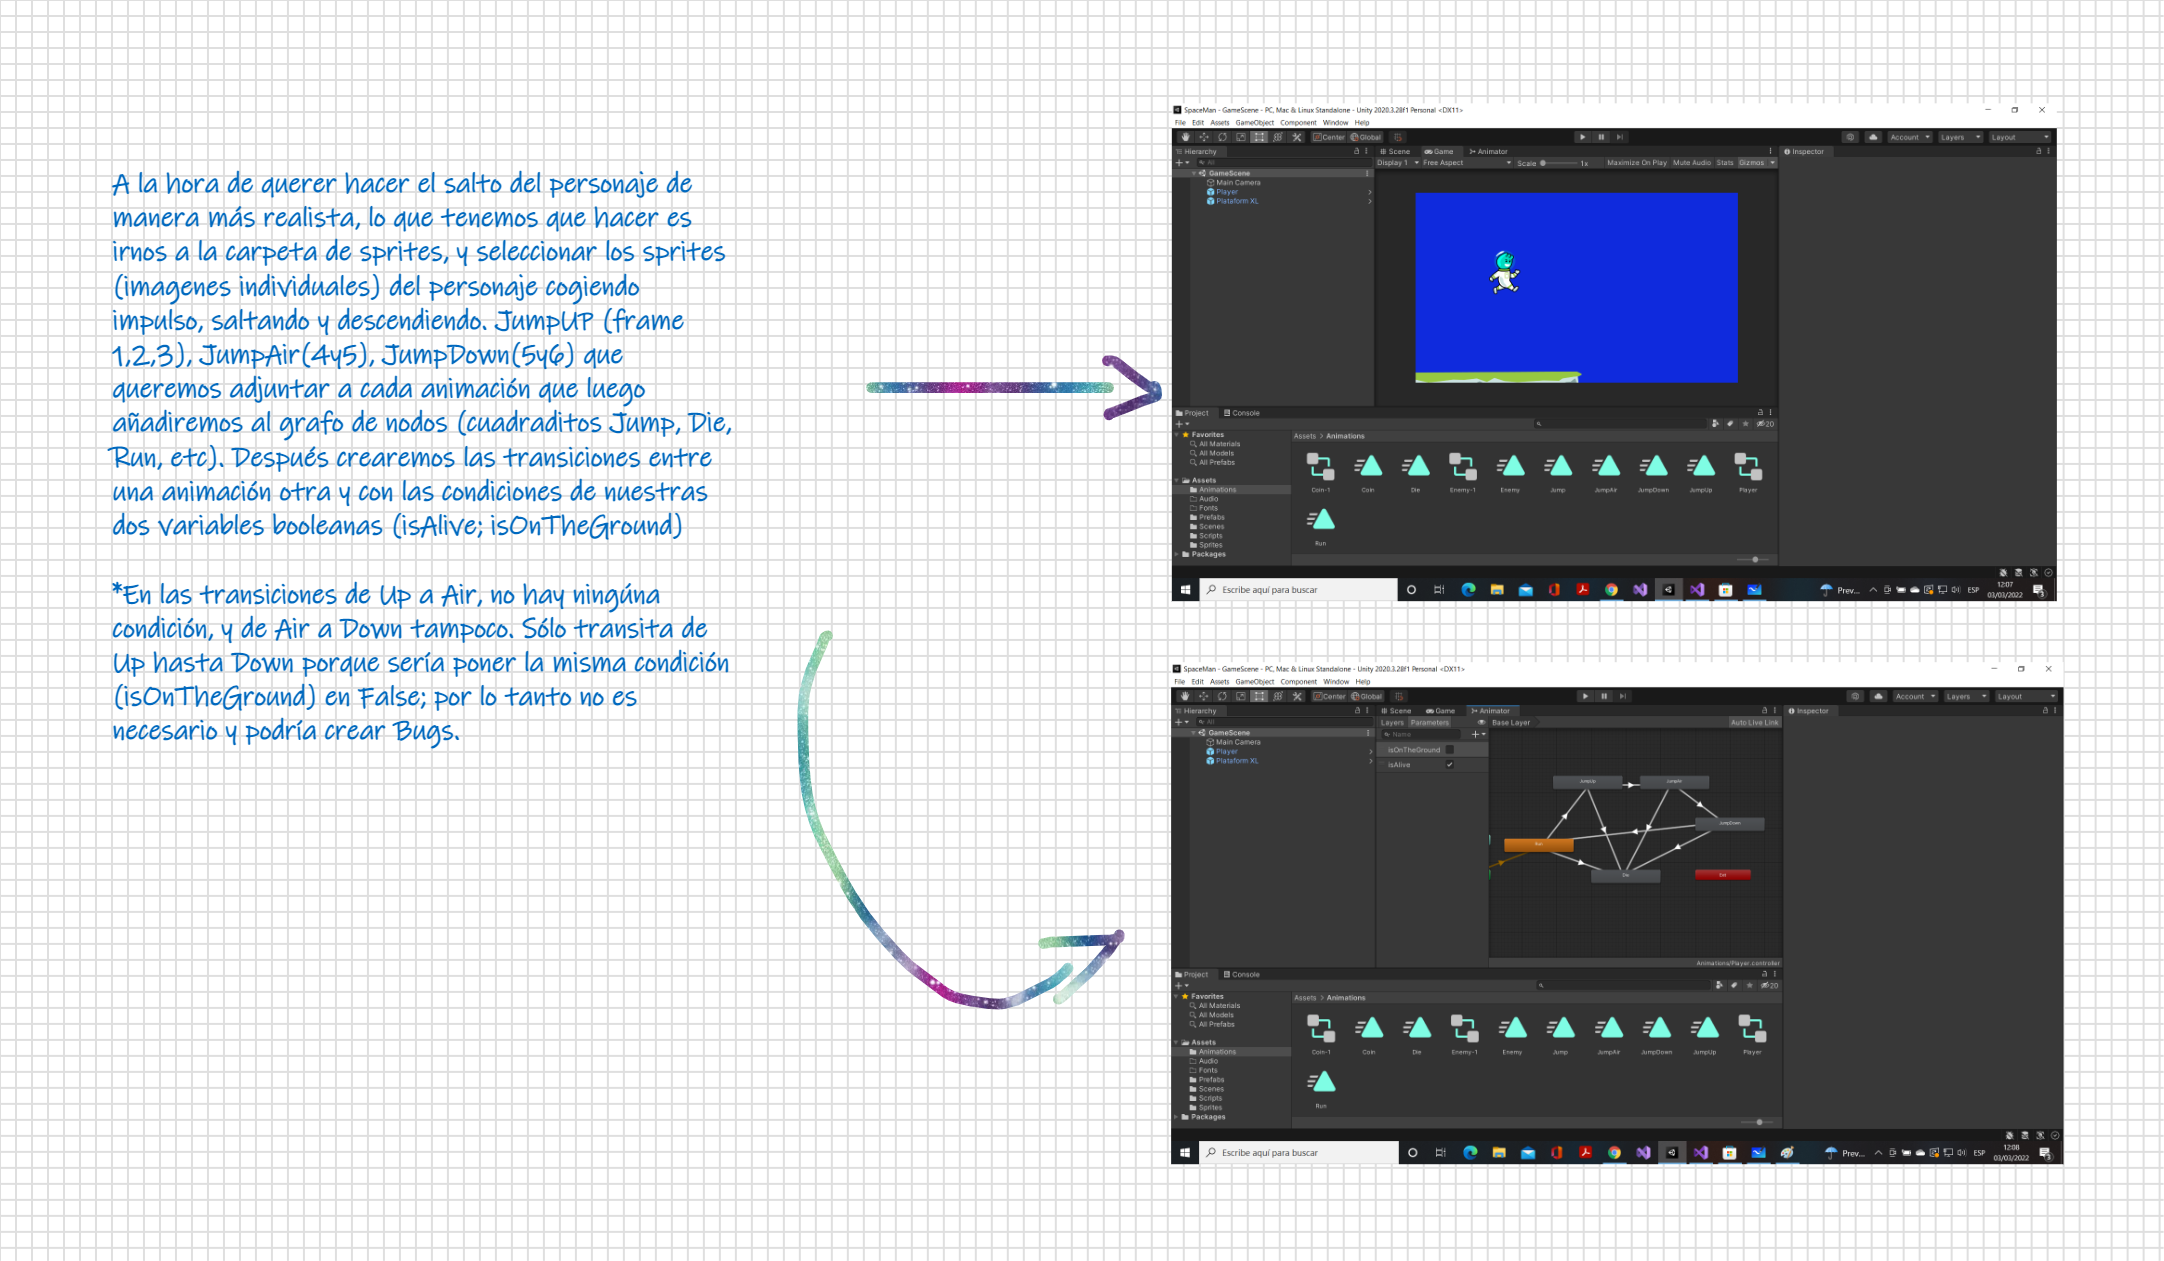 A la hora de querer hacer el salto del personaje de
manera más realista, lo que tenemos que hacer es
irnos a la carpeta de sprites, y seleccionar los sprites
(imagenes individuales) del personaje cogiendo
impulso, saltando y descendiendo. JumpUP (frame
1,2,3), JumpAir(4y5), JumpDown(5y6) que
queremos adjuntar a cada animación que luego
añadiremos al grafo de nodos (cuadraditos Jump, Die,
Run, etc). Después crearemos las transiciones entre
una animación otra y con las condiciones de nuestras
dos variables booleanas (isAlive; isOnTheGround)
*En las transiciones de Up a Air, no hay ningúna
condición, y de Air a Down tampoco. Sólo transita de
Up hasta Down porque sería poner la misma condición
(isOnTheGround) en False; por lo tanto no es
necesario y podría crear Bugs.
SpaceMan - GameScene - PC, Mac & Linux Standalone - Unity 2020.3.28f1 Personal <DX11>
File Edit Assets GameObject Component Window Help
Center Global Account Layers Layout
Hierarchy Scene Game Animator Inspector
All Display 1 Free Aspect Scale 1x Maximize On Play Mute Audio Stats Gizmos
GameScene
Main Camera
Player
Plataform XL
Project Console
20
Favorites Assets > Animations
All Materials
All Models
All Prefabs
Assets
Animations Coin-1 Coin Die Enemy-1 Enemy Jump JumpAir JumpDown JumpUp Player
Audio
Fonts
Prefabs
Scenes
Scripts
Sprites Run
Packages
Escribe aquí para buscar Prev... ESP 12:07
03/03/2022 3
SpaceMan - GameScene - PC, Mac & Linux Standalone - Unity 2020.3.28f1 Personal <DX11>
File Edit Assets GameObject Component Window Help
Center Global Account Layers Layout
Hierarchy Scene Game Animator Inspector
All Layers Parameters Base Layer Auto Live Link
GameScene Name
Main Camera isOnTheGround
Player isAlive
Plataform XL
JumpUp JumpAir
JumpDown
Run
Die Exit
Animations/Player.controller
Project Console
20
Favorites Assets > Animations
All Materials
All Models
All Prefabs
Assets
Animations Coin-1 Coin Die Enemy-1 Enemy Jump JumpAir JumpDown JumpUp Player
Audio
Fonts
Prefabs
Scenes
Scripts
Sprites Run
Packages
Escribe aquí para buscar Prev... ESP 12:08
03/03/2022 3